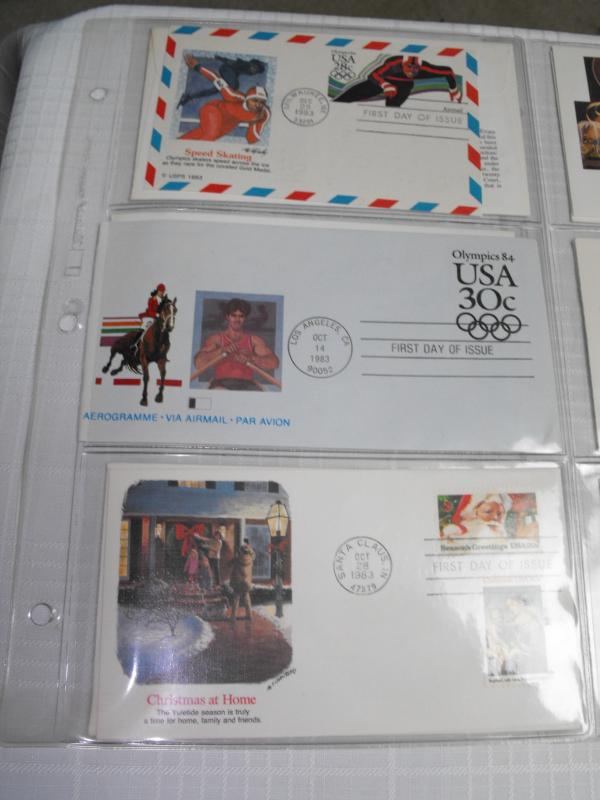 USA
28c
MILWAUKEE, WI
DEC
29
1983
FIRST DAY OF ISSUE
Airmail
Speed Skating
Olympics skaters speed across the ice
as they race for the coveted Gold Medal.
© USPS 1983
Olympics 84
USA
30c
LOS ANGELES, CA
OCT
14
1983
90052
FIRST DAY OF ISSUE
AEROGRAMME • VIA AIRMAIL • PAR AVION
SANTA CLAUS, IN
OCT
28
1983
47579
Season's Greetings USA 20c
FIRST DAY OF ISSUE
Christmas at Home
The Yuletide season is truly
a time for home, family and friends.